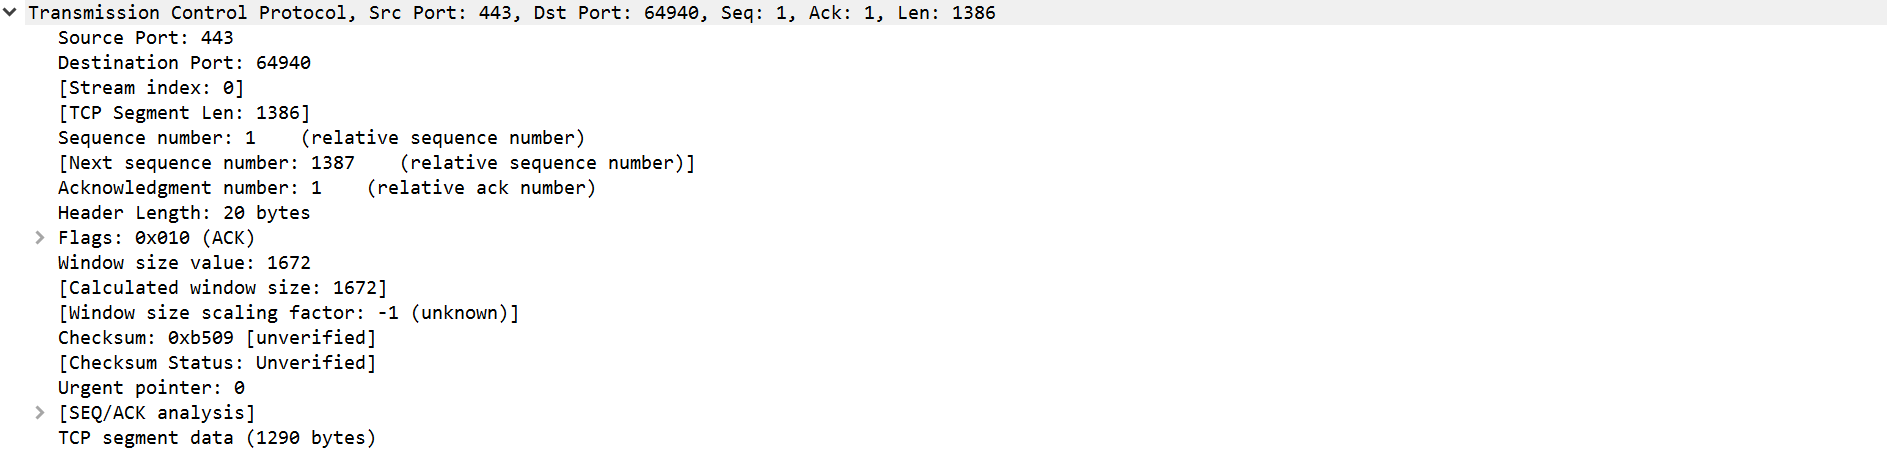 Transmission Control Protocol, Src Port: 443, Dst Port: 64940, Seq: 1, Ack: 1, Len: 1386
Source Port: 443
Destination Port: 64940
[Stream index: 0]
[TCP Segment Len: 1386]
Sequence number: 1    (relative sequence number)
[Next sequence number: 1387    (relative sequence number)]
Acknowledgment number: 1    (relative ack number)
Header Length: 20 bytes
Flags: 0x010 (ACK)
Window size value: 1672
[Calculated window size: 1672]
[Window size scaling factor: -1 (unknown)]
Checksum: 0xb509 [unverified]
[Checksum Status: Unverified]
Urgent pointer: 0
[SEQ/ACK analysis]
TCP segment data (1290 bytes)